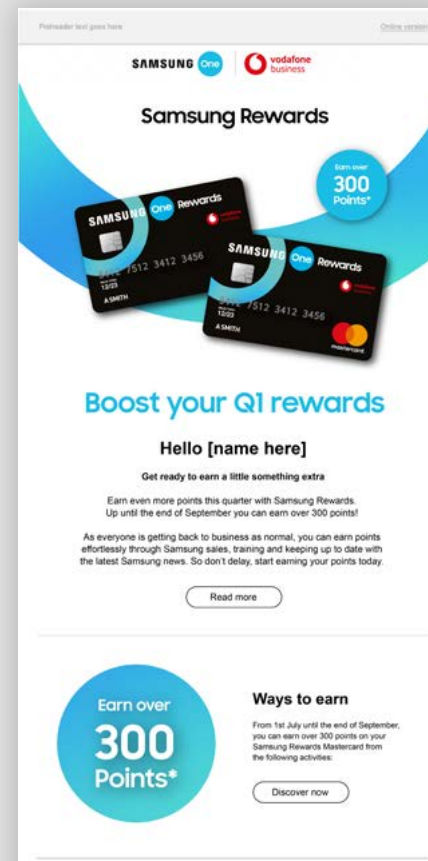 Preheader text goes here
Online version
SAMSUNG One
vodafone
business
Samsung Rewards
Earn over
300
Points*
SAMSUNG One Rewards
7512 3412 3456
12/23
A SMITH
SAMSUNG One Rewards
7512 3412 3456
12/23
A SMITH
mastercard
Boost your Q1 rewards
Hello [name here]
Get ready to earn a little something extra
Earn even more points this quarter with Samsung Rewards.
Up until the end of September you can earn over 300 points!
As everyone is getting back to business as normal, you can earn points
effortlessly through Samsung sales, training and keeping up to date with
the latest Samsung news. So don't delay, start earning your points today.
Read more
Earn over
300
Points*
Ways to earn
From 1st July until the end of September,
you can earn over 300 points on your
Samsung Rewards Mastercard from
the following activities:
Discover now